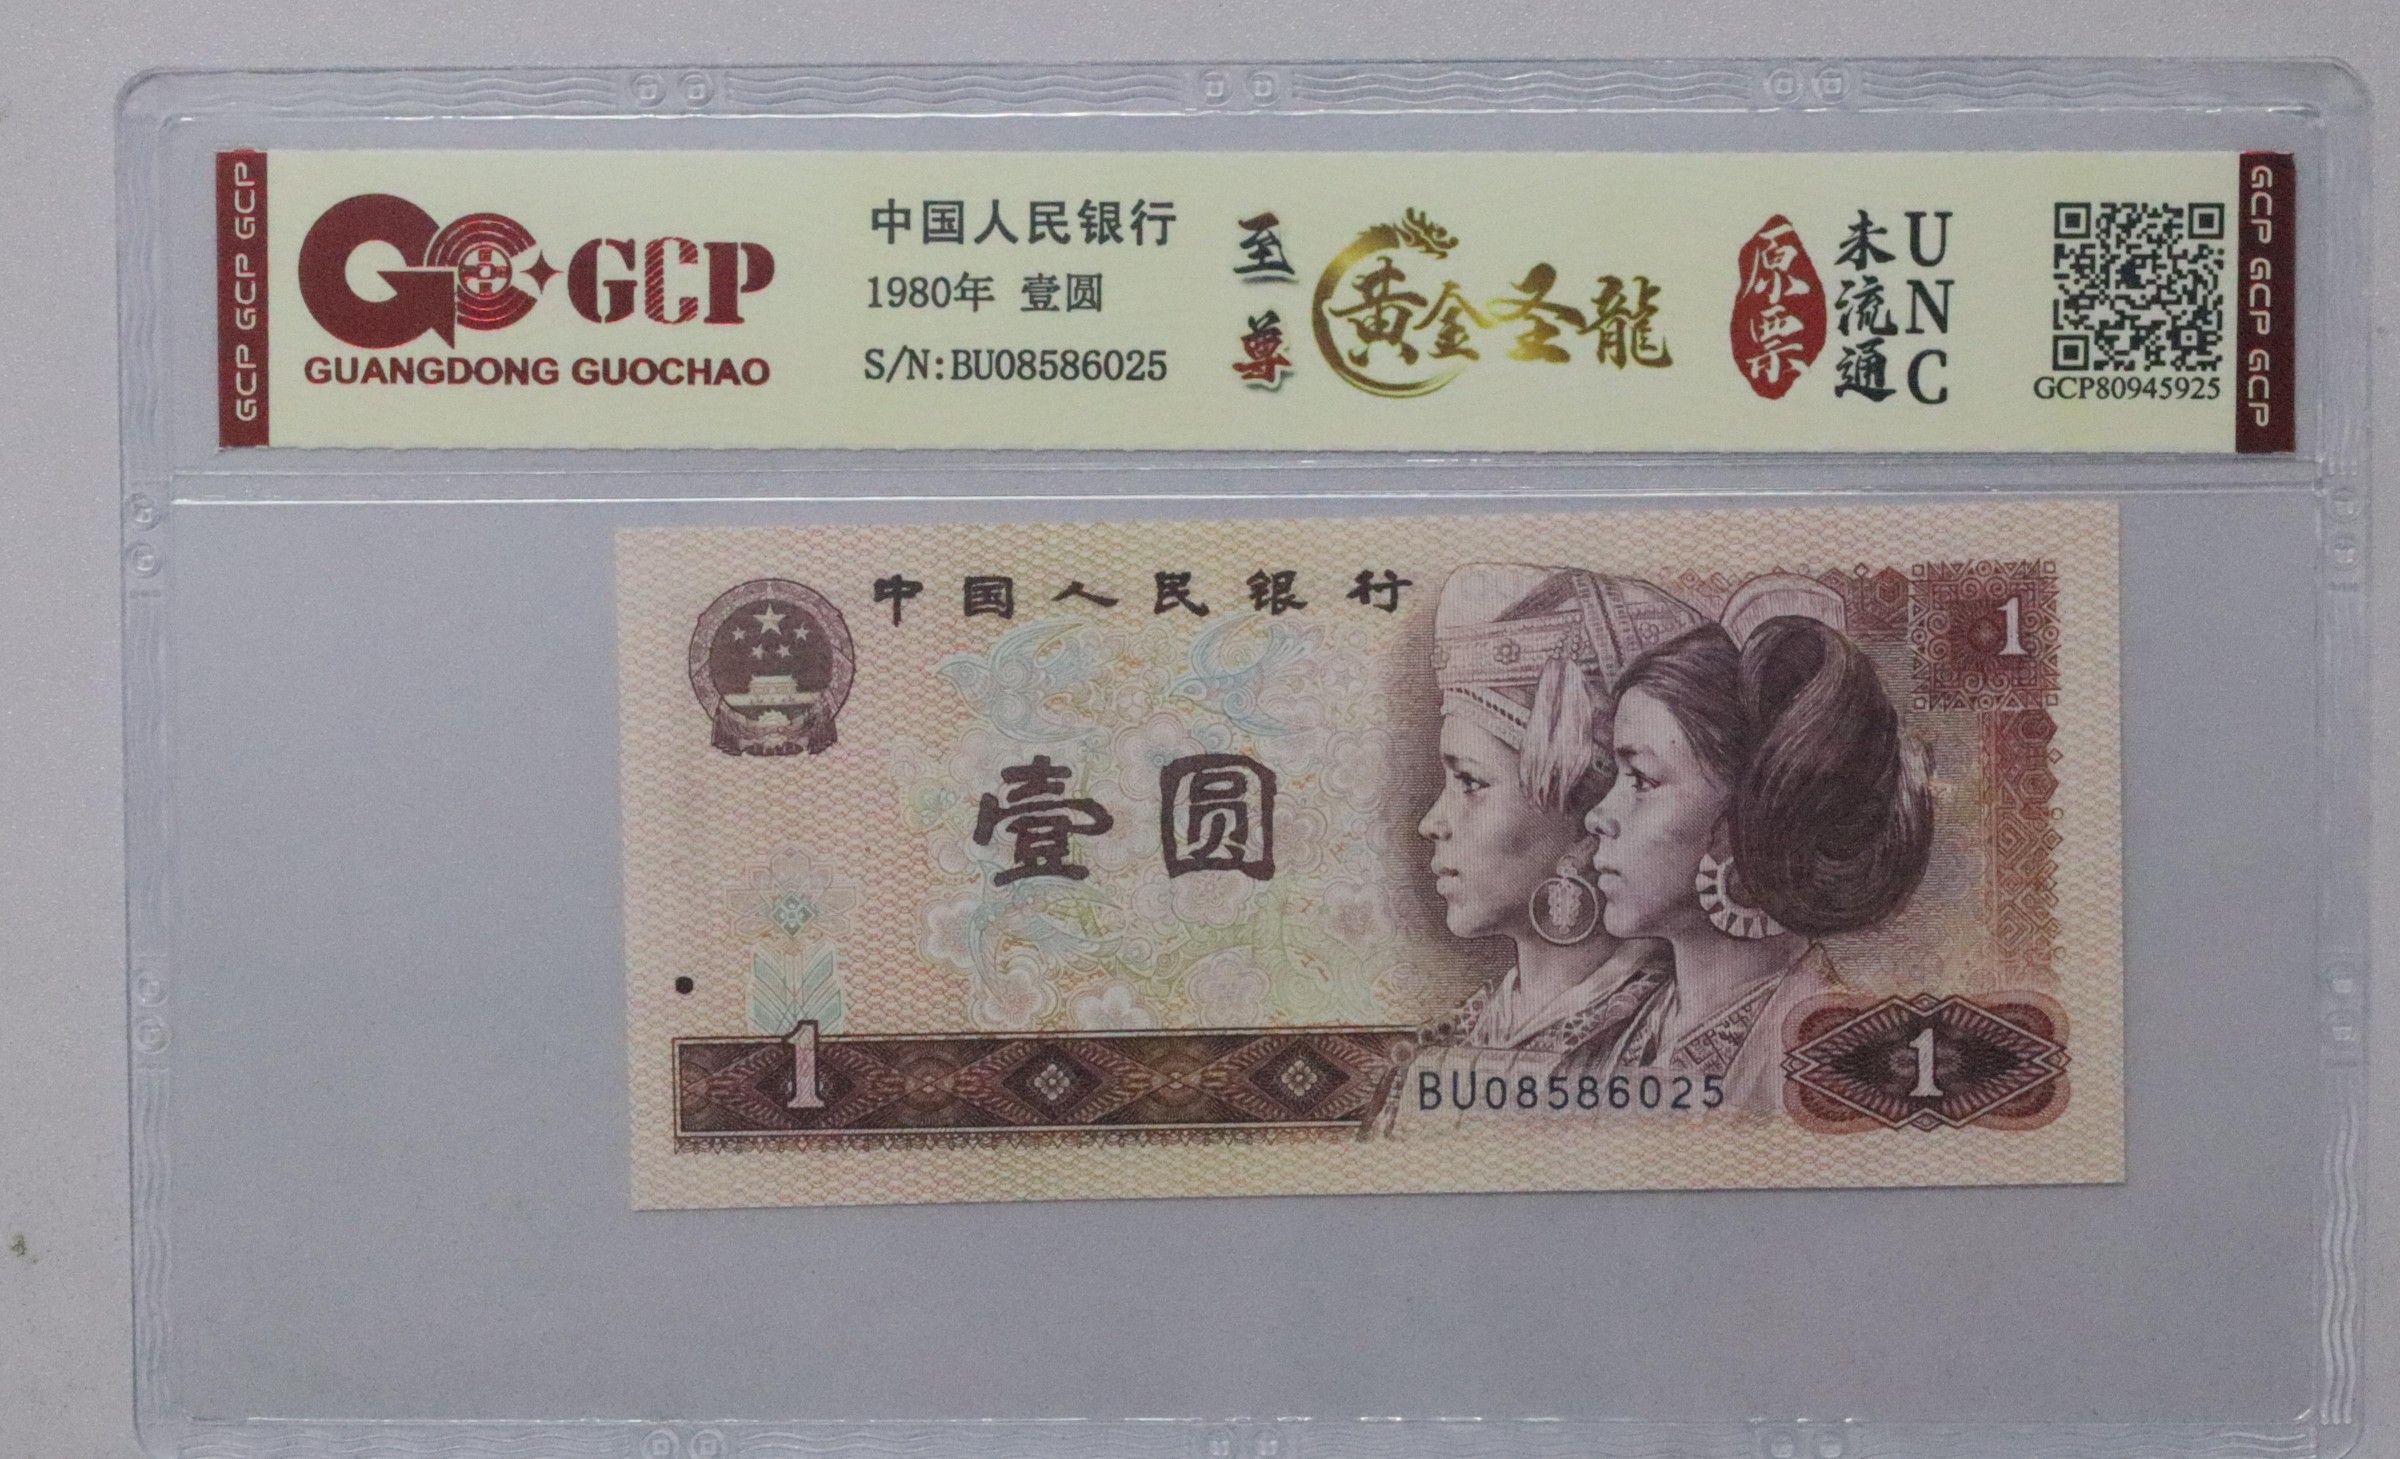 GCP GCP GCP
GCP
GUANGDONG GUOCHAO
中国人民银行
1980年 壹圆
S/N:BU08586025
至尊
黄金圣龍
原票
未流通
UNC
GCP80945925
GCP GCP GCP
中国人民银行
1
壹圆
1
BU08586025
1